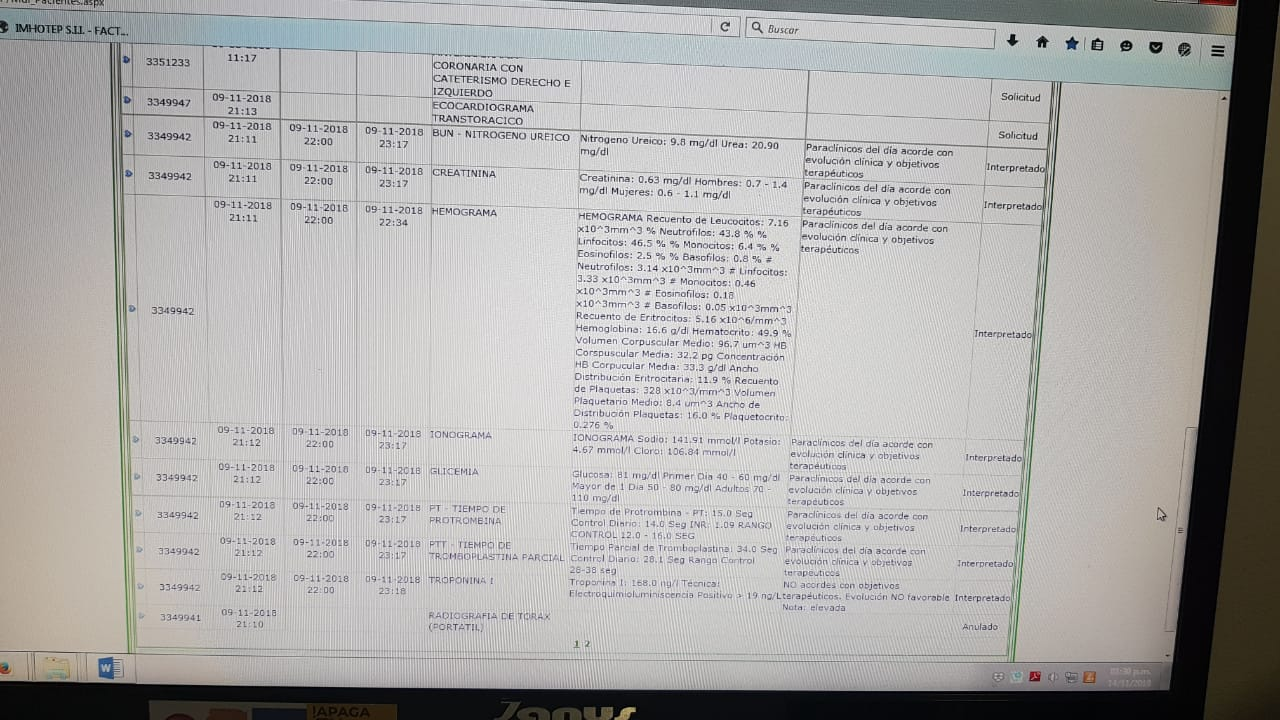 IMHOTEP S.I.I. - FACT...
Buscar
3351233
11:17
CORONARIA CON
CATETERISMO DERECHO E
IZQUIERDO
Solicitud
3349947
09-11-2018
21:13
ECOCARDIOGRAMA
TRANSTORACICO
Solicitud
3349942
09-11-2018
21:11
09-11-2018
22:00
09-11-2018
23:17
BUN - NITROGENO UREICO
Nitrogeno Ureico: 9.8 mg/dl Urea: 20.90
mg/dl
Paraclínicos del día acorde con
evolución clínica y objetivos
terapéuticos
Interpretado
3349942
09-11-2018
21:11
09-11-2018
22:00
09-11-2018
23:17
CREATININA
Creatinina: 0.63 mg/dl Hombres: 0.7 - 1.4
mg/dl Mujeres: 0.6 - 1.1 mg/dl
Paraclínicos del día acorde con
evolución clínica y objetivos
terapéuticos
Interpretado
3349942
09-11-2018
21:11
09-11-2018
22:00
09-11-2018
22:34
HEMOGRAMA
HEMOGRAMA Recuento de Leucocitos: 7.16
x10^3mm^3 % Neutrofilos: 43.8 % %
Linfocitos: 46.5 % % Monocitos: 6.4 % %
Eosinofilos: 2.5 % % Basofilos: 0.8 % #
Neutrofilos: 3.14 x10^3mm^3 # Linfocitos:
3.33 x10^3mm^3 # Monocitos: 0.46
x10^3mm^3 # Eosinofilos: 0.18
x10^3mm^3 # Basofilos: 0.05 x10^3mm^3
Recuento de Eritrocitos: 5.16 x10^6/mm^3
Hemoglobina: 16.6 g/dl Hematocrito: 49.9 %
Volumen Corpuscular Medio: 96.7 um^3 HB
Corspuscular Media: 32.2 pg Concentración
HB Corpucular Media: 33.3 g/dl Ancho
Distribución Eritrocitaria: 11.9 % Recuento
de Plaquetas: 328 x10^3/mm^3 Volumen
Plaquetario Medio: 8.4 um^3 Ancho de
Distribución Plaquetas: 16.0 % Plaquetocrito:
0.276 %
Paraclínicos del día acorde con
evolución clínica y objetivos
terapéuticos
Interpretado
3349942
09-11-2018
21:12
09-11-2018
22:00
09-11-2018
23:17
IONOGRAMA
IONOGRAMA Sodio: 141.91 mmol/l Potasio:
4.67 mmol/l Cloro: 106.84 mmol/l
Paraclínicos del día acorde con
evolución clínica y objetivos
terapéuticos
Interpretado
3349942
09-11-2018
21:12
09-11-2018
22:00
09-11-2018
23:17
GLICEMIA
Glucosa: 81 mg/dl Primer Dia 40 - 60 mg/dl
Mayor de 1 Dia 50 - 80 mg/dl Adultos 70 -
110 mg/dl
Paraclínicos del día acorde con
evolución clínica y objetivos
terapéuticos
Interpretado
3349942
09-11-2018
21:12
09-11-2018
22:00
09-11-2018
23:17
PT - TIEMPO DE
PROTROMBINA
Tiempo de Protrombina - PT: 15.0 Seg
Control Diario: 14.0 Seg INR: 1.09 RANGO
CONTROL 12.0 - 16.0 SEG
Paraclínicos del día acorde con
evolución clínica y objetivos
terapéuticos
Interpretado
3349942
09-11-2018
21:12
09-11-2018
22:00
09-11-2018
23:17
PTT - TIEMPO DE
TROMBOPLASTINA PARCIAL
Tiempo Parcial de Tromboplastina: 34.0 Seg
Control Diario: 28.1 Seg Rango Control
26-38 seg
Paraclínicos del día acorde con
evolución clínica y objetivos
terapeuticos
Interpretado
3349942
09-11-2018
21:12
09-11-2018
22:00
09-11-2018
23:18
TROPONINA I
Troponina I: 168.0 ng/l Técnica:
Electroquimioluminiscencia Positivo > 19 ng/L
NO acordes con objetivos
terapéuticos. Evolución NO favorable
Nota: elevada
Interpretado
3349941
09-11-2018
21:10
RADIOGRAFIA DE TORAX
(PORTATIL)
Anulado
1 2
14/11/2018
¡APAGA
Janus